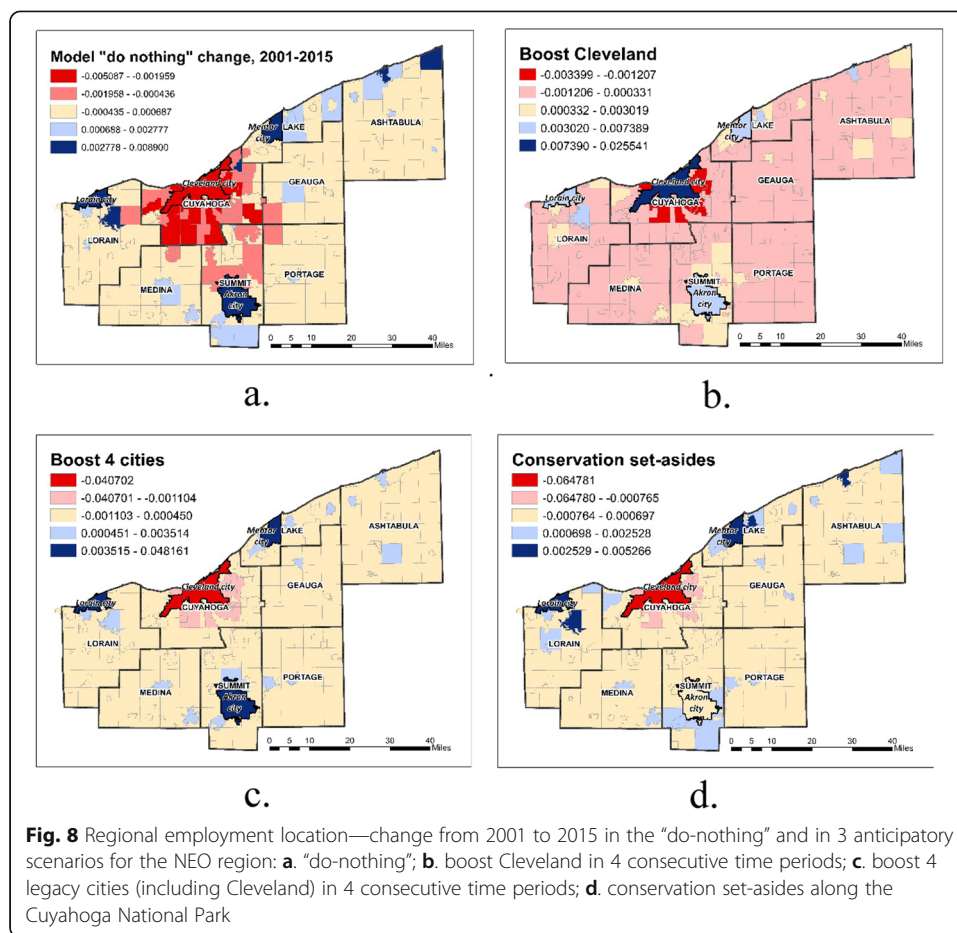 Model "do nothing" change, 2001-2015
-0.005087 - -0.001959
-0.001958 - -0.000436
-0.000435 - 0.000687
0.000688 - 0.002777
0.002778 - 0.008900
Mentor city
LAKE
ASHTABULA
Cleveland city
GEAUGA
CUYAHOGA
Lorain city
LORAIN
SUMMIT
PORTAGE
MEDINA
Akron city
0 5 10 20 30 40
Miles
a.
Boost Cleveland
-0.003399 - -0.001207
-0.001206 - -0.000331
0.000332 - 0.003019
0.003020 - 0.007389
0.007390 - 0.025541
Mentor city
LAKE
ASHTABULA
Cleveland city
GEAUGA
CUYAHOGA
Lorain city
LORAIN
SUMMIT
PORTAGE
MEDINA
Akron city
0 5 10 20 30 40
Miles
b.
Boost 4 cities
-0.040702
-0.040701 - -0.001104
-0.001103 - 0.000450
0.000451 - 0.003514
0.003515 - 0.048161
Mentor city
LAKE
ASHTABULA
Cleveland city
GEAUGA
CUYAHOGA
Lorain city
LORAIN
SUMMIT
PORTAGE
MEDINA
Akron city
0 5 10 20 30 40
Miles
c.
Conservation set-asides
-0.064781
-0.064780 - -0.000765
-0.000764 - 0.000697
0.000698 - 0.002528
0.002529 - 0.005266
Mentor city
LAKE
ASHTABULA
Cleveland city
GEAUGA
CUYAHOGA
Lorain city
LORAIN
SUMMIT
PORTAGE
MEDINA
Akron city
0 5 10 20 30 40
Miles
d.
Fig. 8 Regional employment location—change from 2001 to 2015 in the “do-nothing” and in 3 anticipatory
scenarios for the NEO region: a. “do-nothing”; b. boost Cleveland in 4 consecutive time periods; c. boost 4
legacy cities (including Cleveland) in 4 consecutive time periods; d. conservation set-asides along the
Cuyahoga National Park